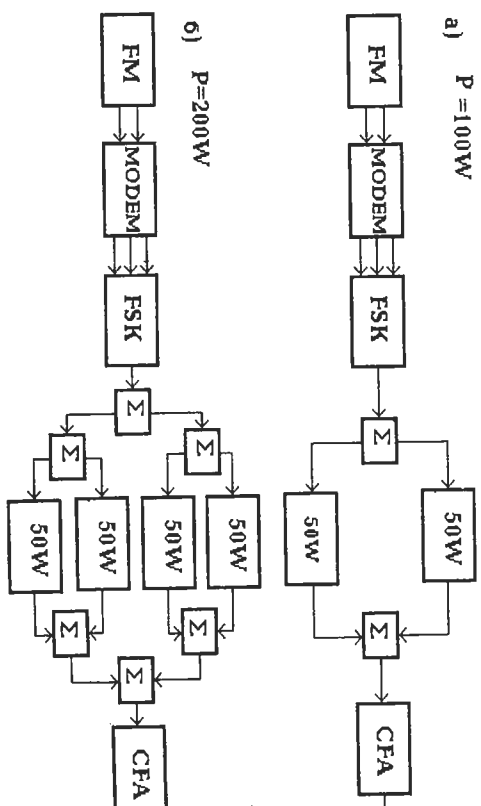 a) P =100W
50W
FM MODEM FSK Σ Σ CFA
50W
б) P=200W
50W
Σ Σ
50W
FM MODEM FSK Σ Σ CFA
50W
Σ Σ
50W